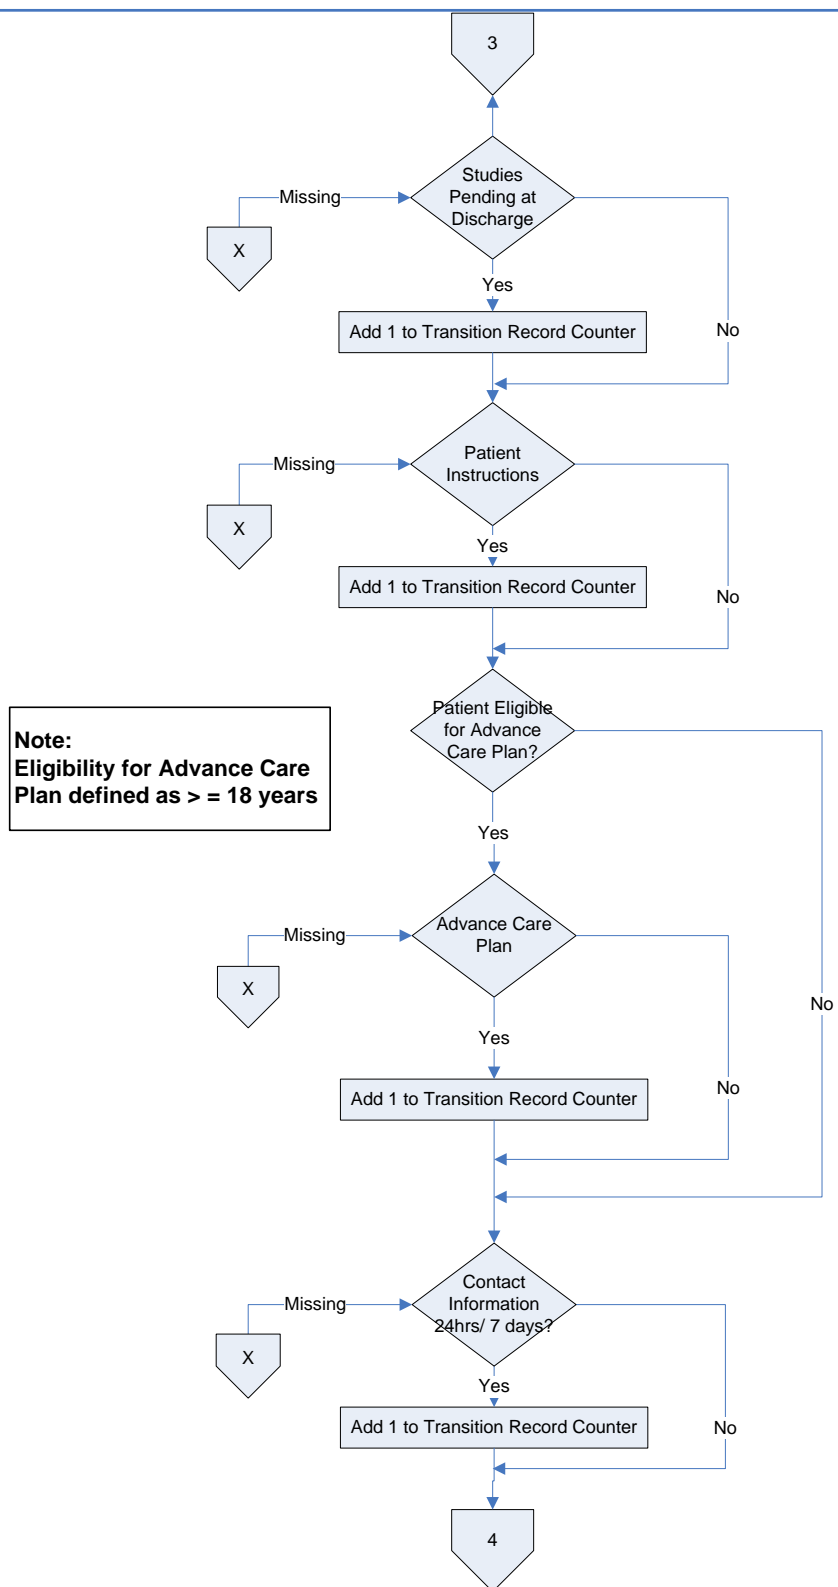 3
Studies
Pending at
Discharge
Missing
X
Yes
Add 1 to Transition Record Counter
No
Patient
Instructions
Missing
X
Yes
Add 1 to Transition Record Counter
No
Patient Eligible
for Advance
Care Plan?
Note:
Eligibility for Advance Care
Plan defined as > = 18 years
Yes
Advance Care
Plan
Missing
X
No
Yes
Add 1 to Transition Record Counter
No
Contact
Information
24hrs/ 7 days?
Missing
X
Yes
Add 1 to Transition Record Counter
No
4